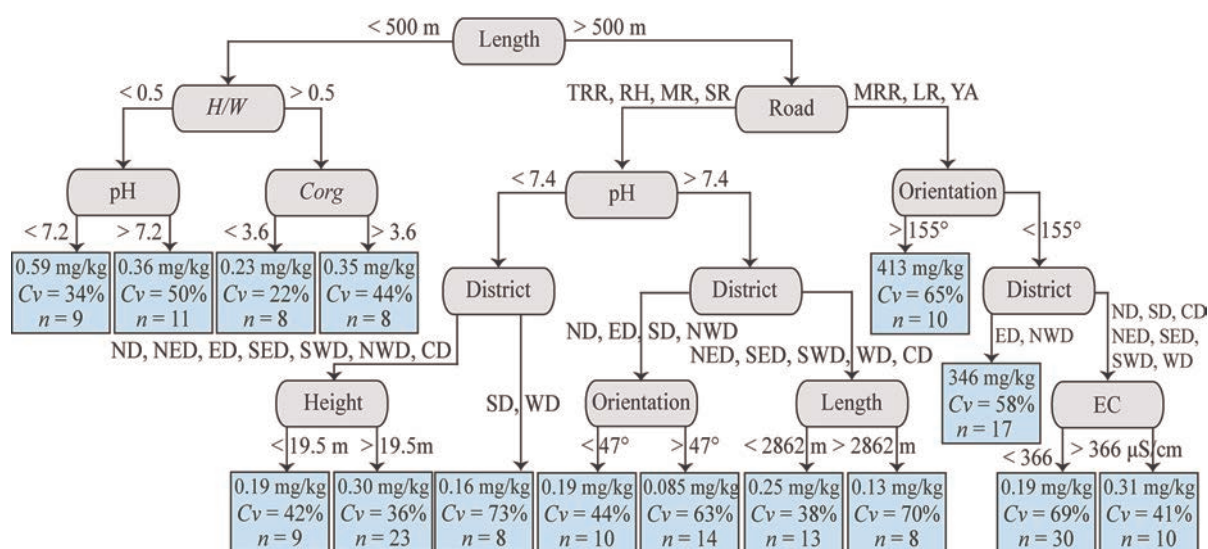 Length
< 500 m
> 500 m
H/W
Road
< 0.5
> 0.5
TRR, RH, MR, SR
MRR, LR, YA
pH
Corg
pH
Orientation
< 7.2
> 7.2
< 3.6
> 3.6
< 7.4
> 7.4
> 155°
< 155°
0.59 mg/kg
Cv = 34%
n = 9
0.36 mg/kg
Cv = 50%
n = 11
0.23 mg/kg
Cv = 22%
n = 8
0.35 mg/kg
Cv = 44%
n = 8
District
District
413 mg/kg
Cv = 65%
n = 10
District
ND, NED, ED, SED, SWD, NWD, CD
SD, WD
ND, ED, SD, NWD
NED, SED, SWD, WD, CD
ED, NWD
ND, SD, CD
NED, SED,
SWD, WD
Height
Orientation
Length
346 mg/kg
Cv = 58%
n = 17
EC
<19.5 m
>19.5m
<47°
> 47°
< 2862 m
> 2862 m
< 366
> 366 µS/cm
0.19 mg/kg
Cv = 42%
n = 9
0.30 mg/kg
Cv = 36%
n = 23
0.16 mg/kg
Cv = 73%
n = 8
0.19 mg/kg
Cv = 44%
n = 10
0.085 mg/kg
Cv = 63%
n = 14
0.25 mg/kg
Cv = 38%
n = 13
0.13 mg/kg
Cv = 70%
n = 8
0.19 mg/kg
Cv = 69%
n = 30
0.31 mg/kg
Cv = 41%
n = 10